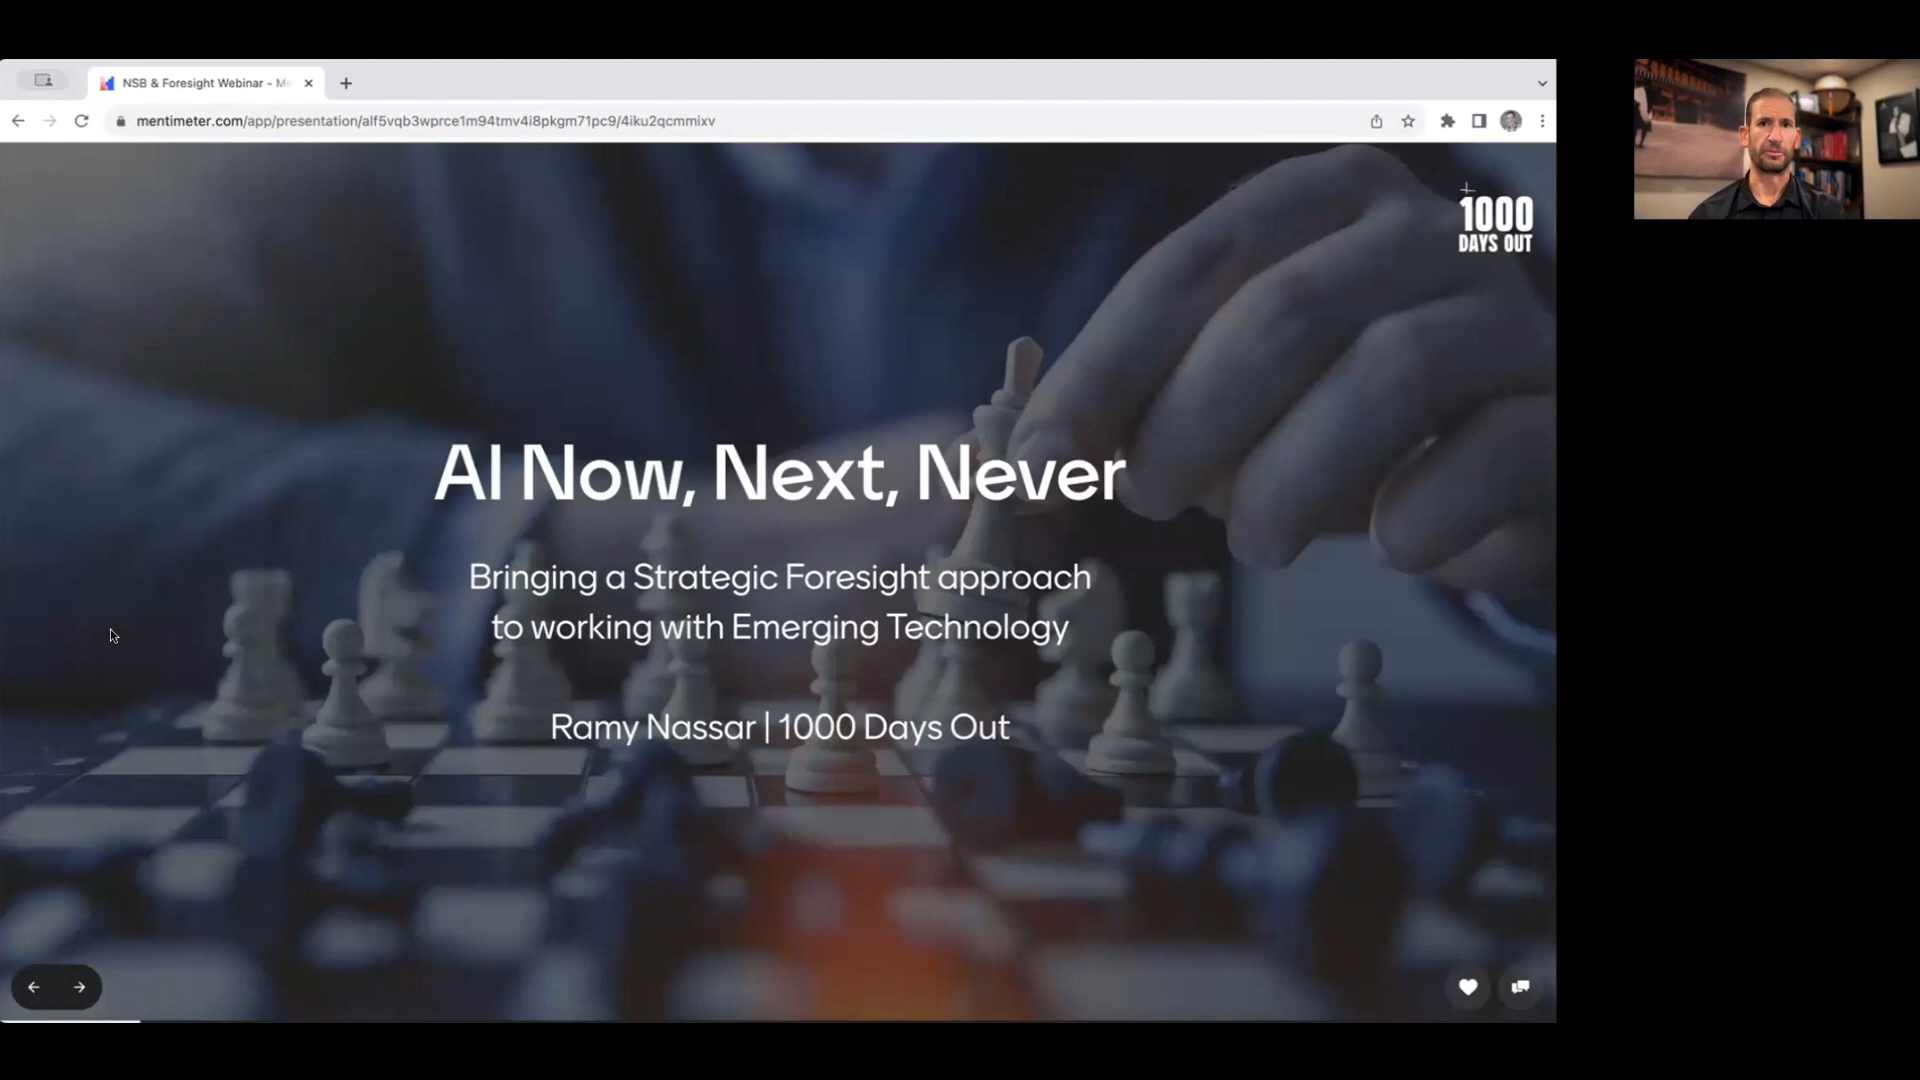 NSB & Foresight Webinar - M
mentimeter.com/app/presentation/alf5vqb3wprce1m94tmv4i8pkgm71pc9/4iku2qcmmixv
1000
DAYS OUT
AI Now, Next, Never
Bringing a Strategic Foresight approach
to working with Emerging Technology
Ramy Nassar | 1000 Days Out